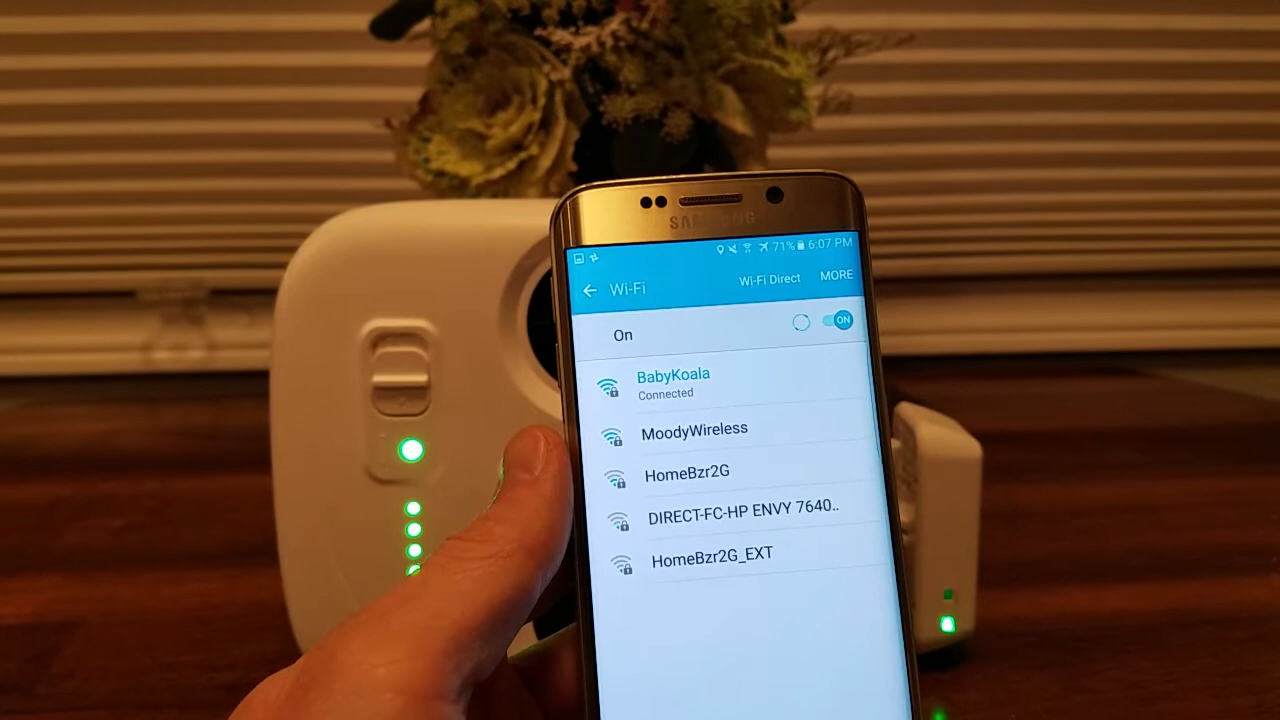 SAMSUNG
71% 6:07 PM
Wi-Fi Wi-Fi Direct MORE
On ON
BabyKoala
Connected
MoodyWireless
HomeBzr2G
DIRECT-FC-HP ENVY 7640..
HomeBzr2G_EXT